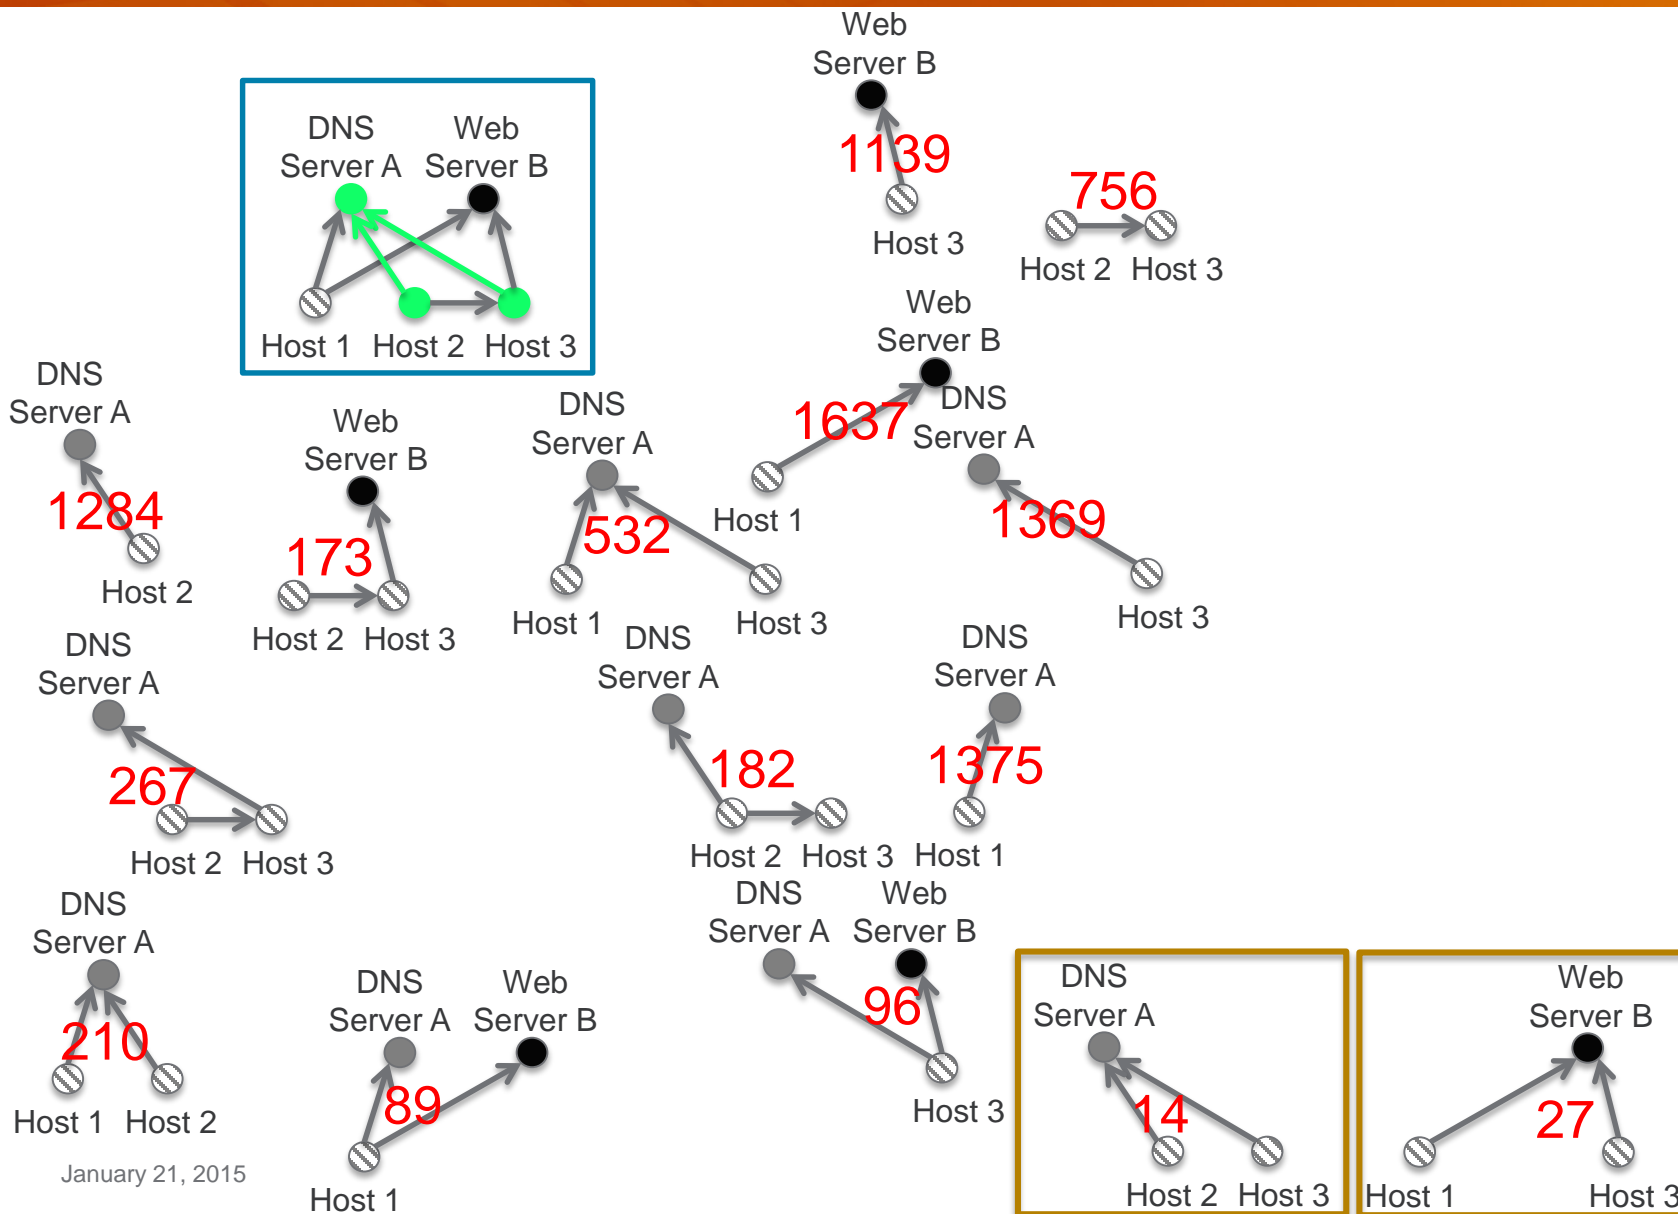 Web
Server B
1139
Host 3
756
Host 2 Host 3
DNS Web
Server A Server B
Host 1 Host 2 Host 3
Web
Server B
1637
Host 1
DNS
Server A
1284
Host 2
Web
Server B
173
Host 2 Host 3
DNS
Server A
532
Host 1 Host 3
DNS
Server A
1369
Host 3
DNS
Server A
267
Host 2 Host 3
DNS
Server A
182
Host 2 Host 3
DNS
Server A
1375
Host 1
DNS
Server A
210
Host 1 Host 2
DNS Web
Server A Server B
89
Host 1
DNS Web
Server A Server B
96
Host 3
DNS
Server A
14
Host 2 Host 3
Web
Server B
27
Host 1 Host 3
January 21, 2015